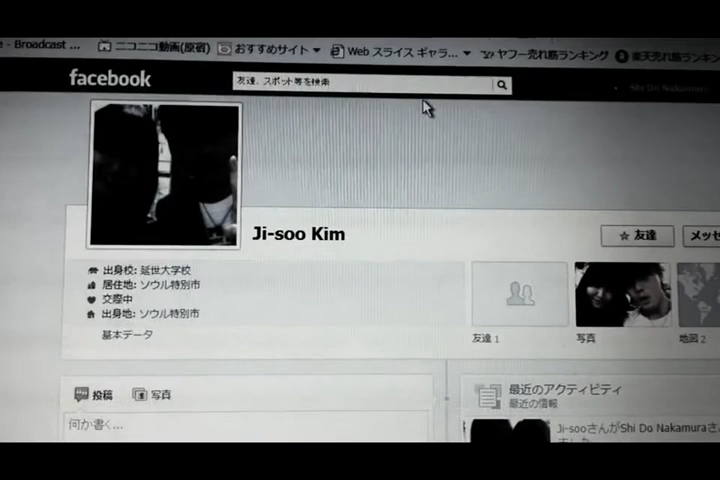 e - Broadcast ... ニコニコ動画(原宿) おすすめサイト Web スライス ギャラ... ヤフー売れ筋ランキング 楽天売れ筋ランキン
facebook 友達、スポット等を検索 Shi Do Nakamura
Ji-soo Kim
☆ 友達 メッセ
出身校: 延世大学校
居住地: ソウル特別市
交際中
出身地: ソウル特別市
基本データ
友達 1 写真 地図 2
投稿 写真
何か書く...
最近のアクティビティ
最近の情報
Ji-sooさんがShi Do Nakamuraさ
ました